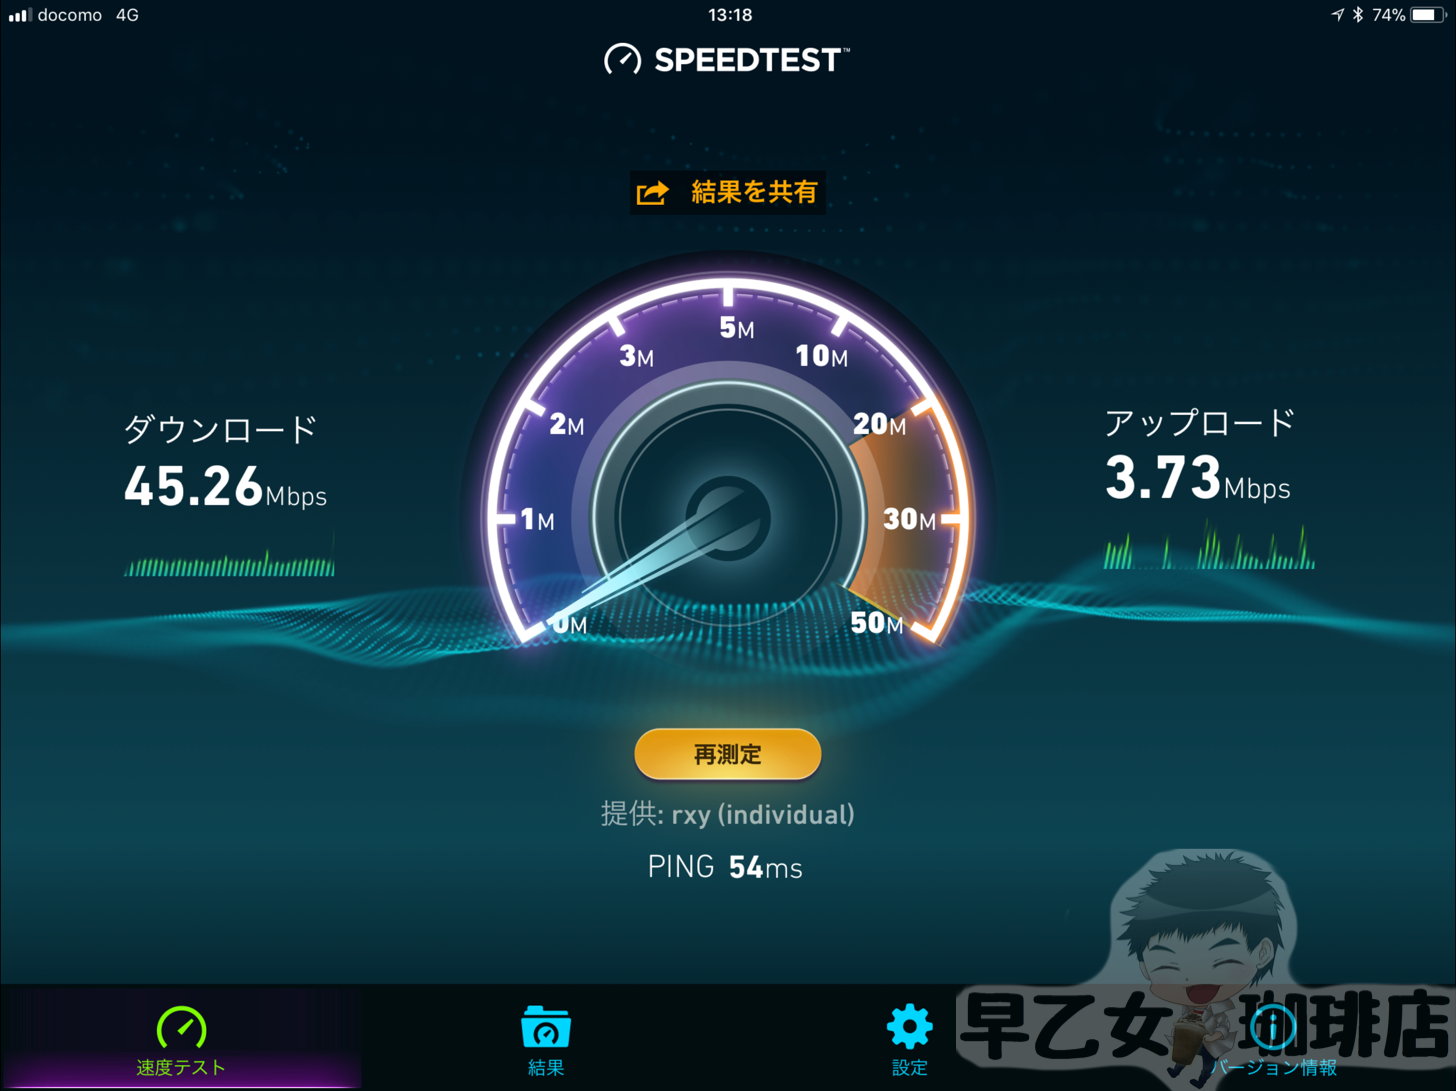 docomo 4G
13:18
74%
SPEEDTEST™
結果を共有
5M
3M
10M
2M
20M
1M
30M
0M
50M
ダウンロード
45.26Mbps
アップロード
3.73Mbps
再測定
提供: rxy (individual)
PING 54ms
速度テスト
結果
設定
バージョン情報
早乙女珈琲店